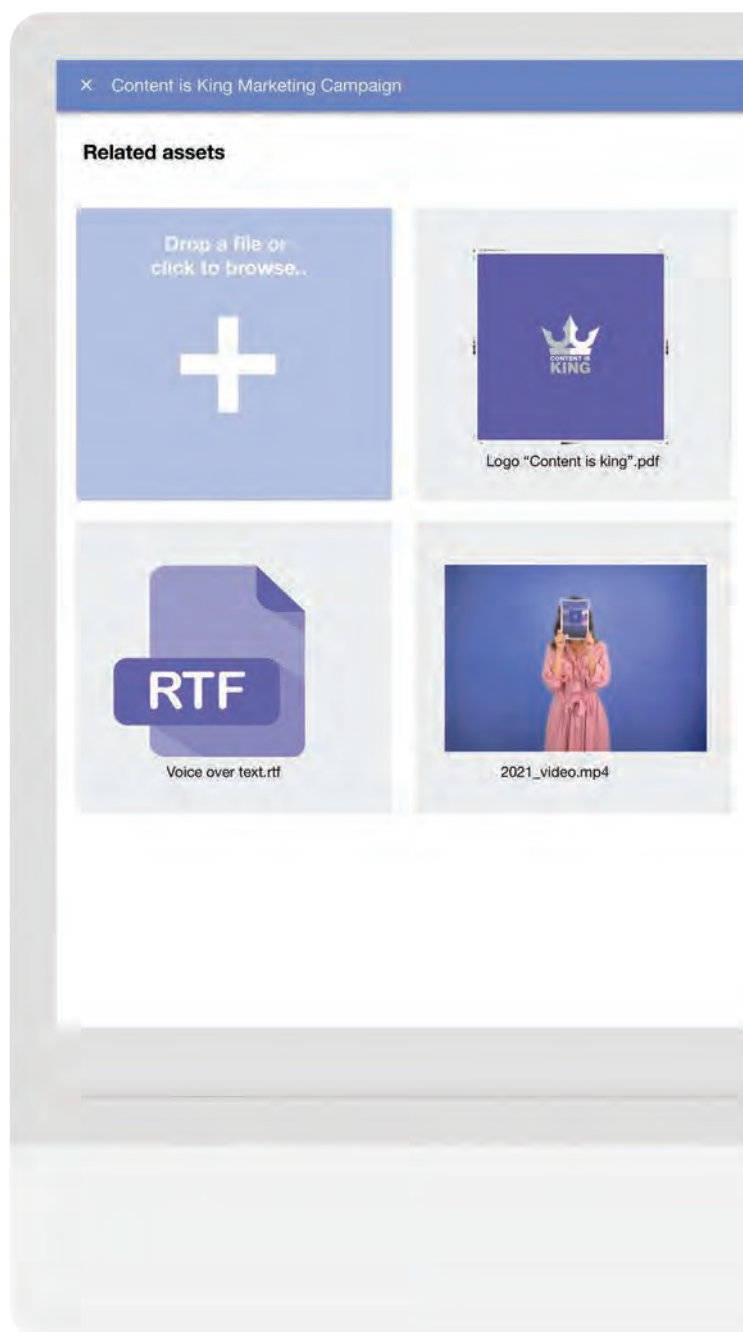 × Content is King Marketing Campaign
Related assets
Drop a file or
click to browse..
CONTENT IS
KING
Logo “Content is king”.pdf
RTF
Voice over text.rtf
2021_video.mp4